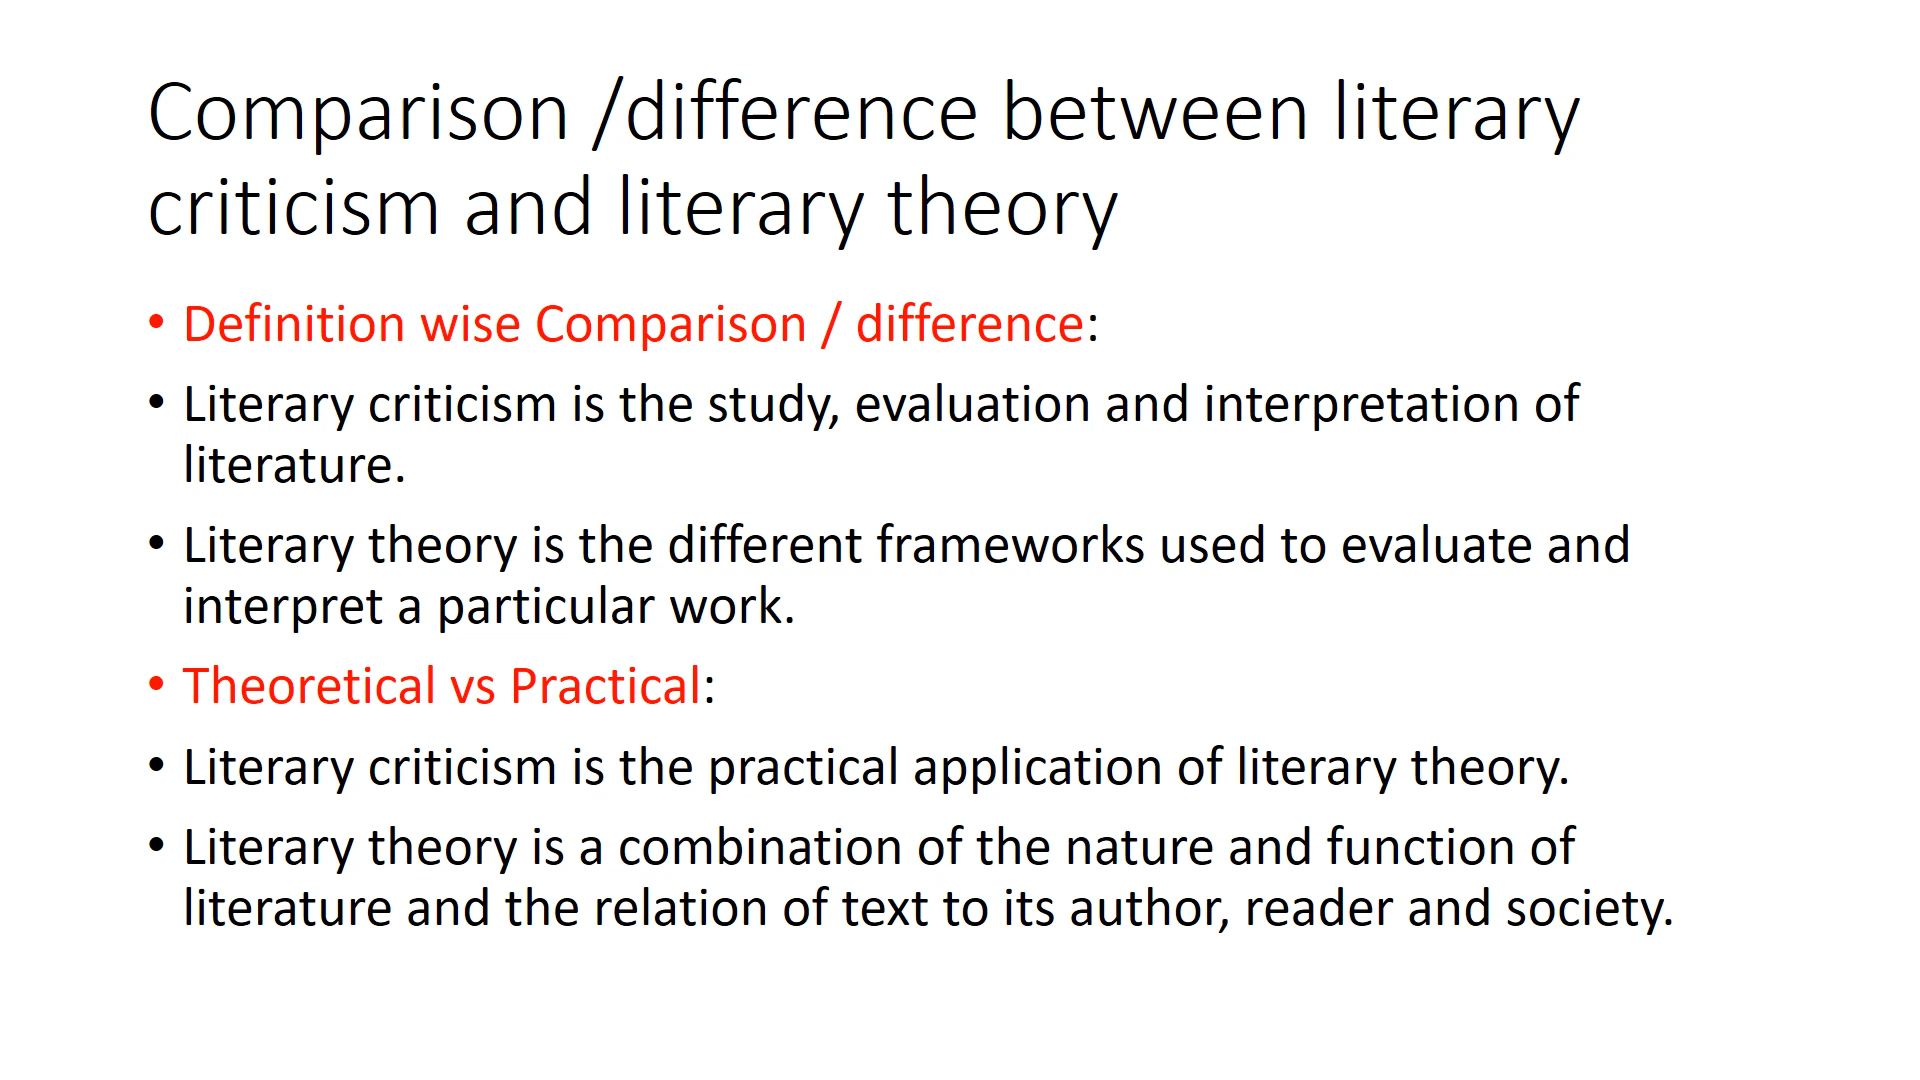 Comparison /difference between literary
criticism and literary theory
• Definition wise Comparison / difference:
• Literary criticism is the study, evaluation and interpretation of
literature.
• Literary theory is the different frameworks used to evaluate and
interpret a particular work.
• Theoretical vs Practical:
• Literary criticism is the practical application of literary theory.
• Literary theory is a combination of the nature and function of
literature and the relation of text to its author, reader and society.